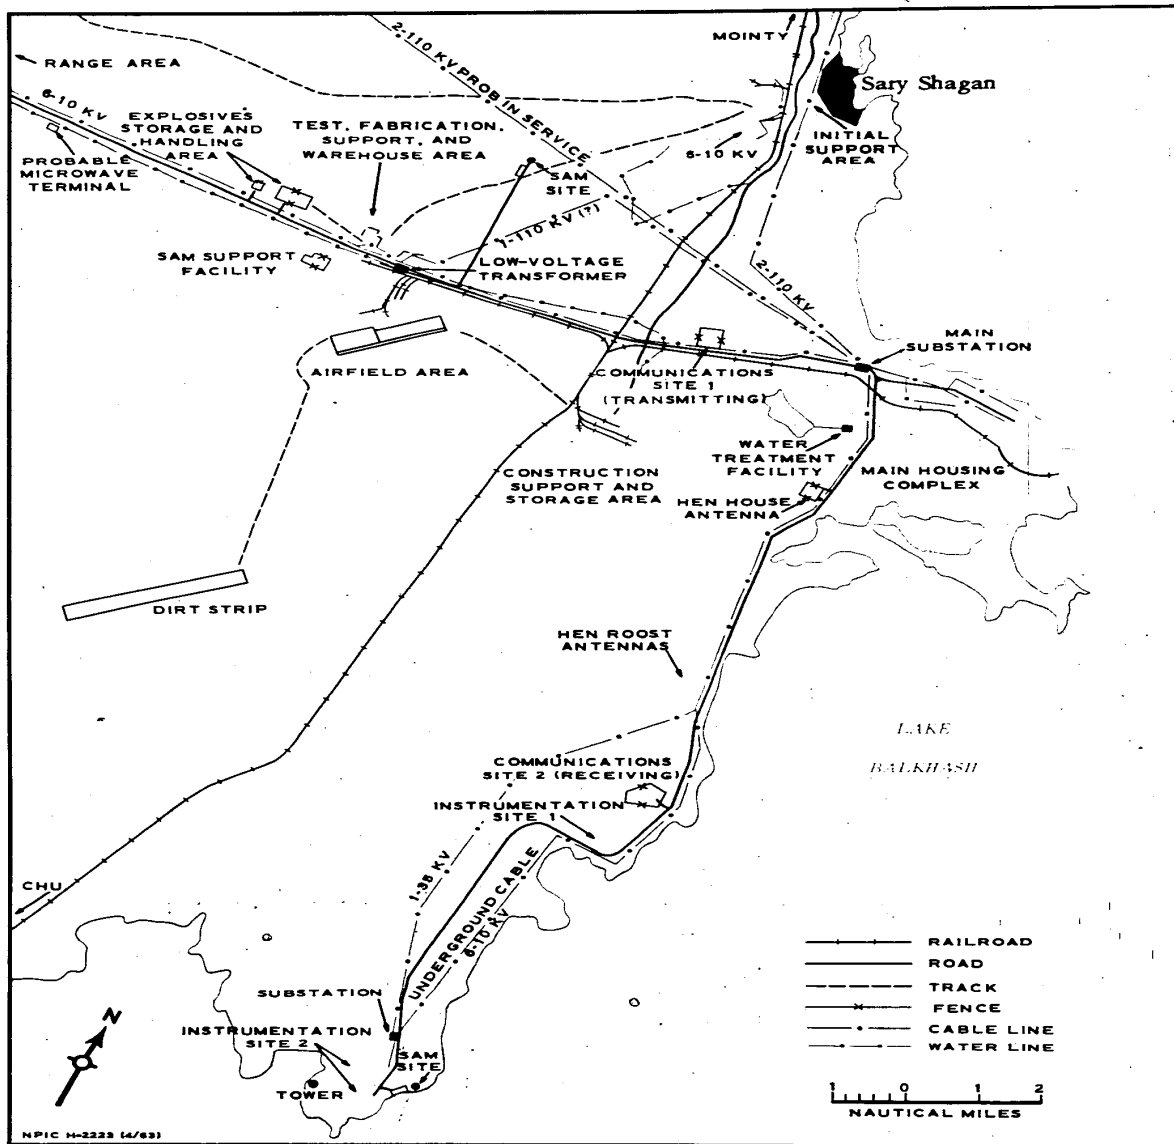 MOINTY
2-110 KV PROB IN SERVICE
RANGE AREA
Sary Shagan
6-10 KV
EXPLOSIVES
STORAGE AND
HANDLING
AREA
TEST, FABRICATION,
SUPPORT, AND
WAREHOUSE AREA
INITIAL
SUPPORT
AREA
6-10 KV
PROBABLE
MICROWAVE
TERMINAL
SAM
SITE
1-110 KV (?)
SAM SUPPORT
FACILITY
LOW-VOLTAGE
TRANSFORMER
2-110 KV
MAIN
SUBSTATION
AIRFIELD AREA
COMMUNICATIONS
SITE 1
(TRANSMITTING)
WATER
TREATMENT
FACILITY
CONSTRUCTION
SUPPORT AND
STORAGE AREA
MAIN HOUSING
COMPLEX
HEN HOUSE
ANTENNA
DIRT STRIP
HEN ROOST
ANTENNAS
LAKE
BALKHASH
COMMUNICATIONS
SITE 2 (RECEIVING)
INSTRUMENTATION
SITE 1
1-35 KV
UNDERGROUND CABLE
6-10 KV
CHU
RAILROAD
ROAD
TRACK
FENCE
CABLE LINE
WATER LINE
SUBSTATION
N
INSTRUMENTATION
SITE 2
SAM
SITE
TOWER
1 0 1 2
NAUTICAL MILES
NPIC H-2223 (4/63)